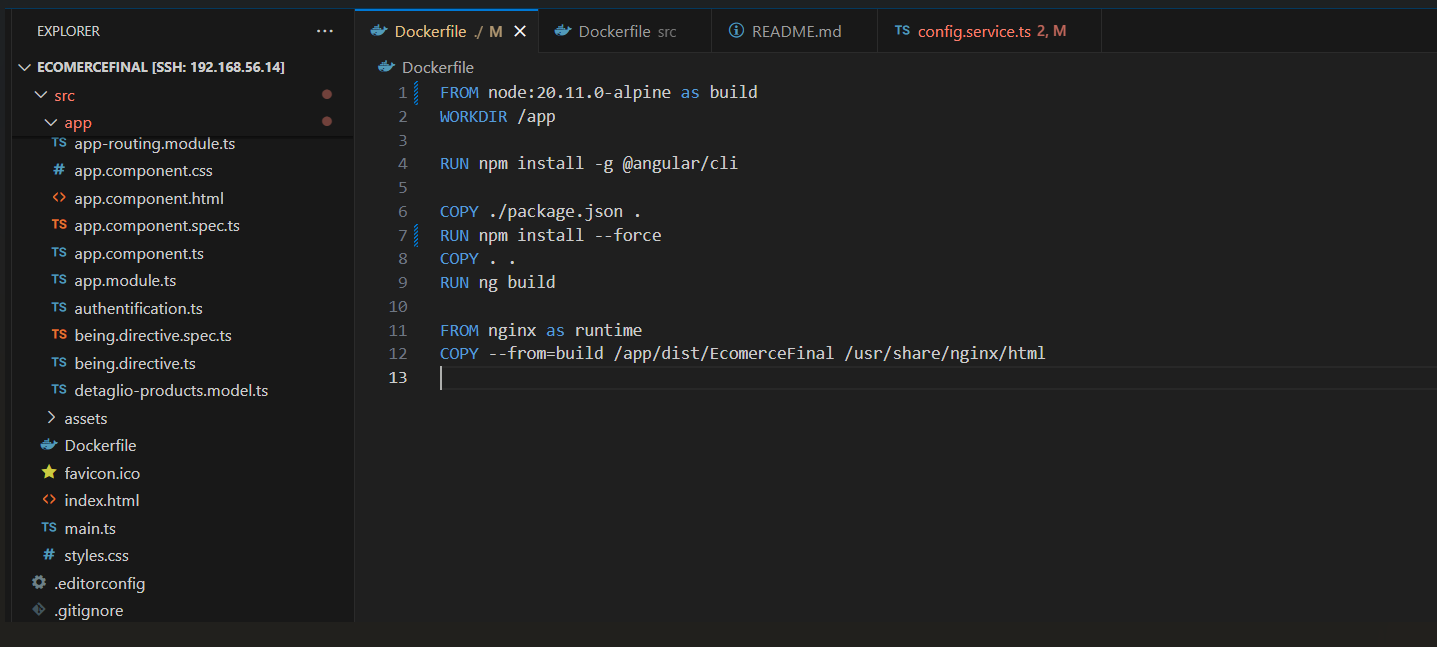 EXPLORER ...
Dockerfile ./ M
Dockerfile src
README.md
TS config.service.ts 2, M
ECOMERCEFINAL [SSH: 192.168.56.14]
src
app
TS app-routing.module.ts
# app.component.css
<> app.component.html
TS app.component.spec.ts
TS app.component.ts
TS app.module.ts
TS authentification.ts
TS being.directive.spec.ts
TS being.directive.ts
TS detaglio-products.model.ts
assets
Dockerfile
favicon.ico
<> index.html
TS main.ts
# styles.css
.editorconfig
.gitignore
Dockerfile
1 FROM node:20.11.0-alpine as build
2 WORKDIR /app
3
4 RUN npm install -g @angular/cli
5
6 COPY ./package.json .
7 RUN npm install --force
8 COPY . .
9 RUN ng build
10
11 FROM nginx as runtime
12 COPY --from=build /app/dist/EcomerceFinal /usr/share/nginx/html
13